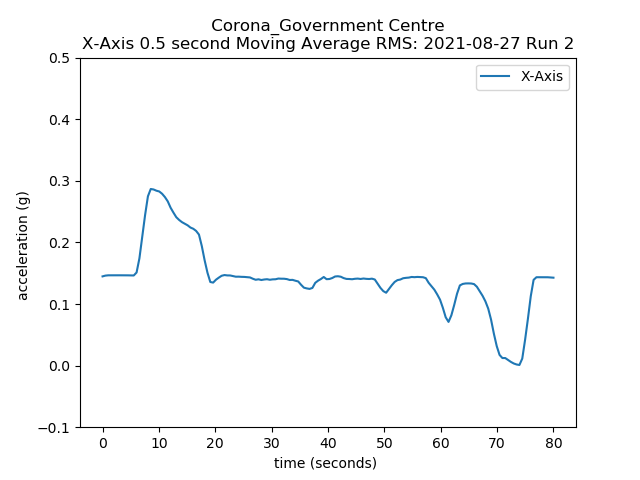 Corona_Government Centre
X-Axis 0.5 second Moving Average RMS: 2021-08-27 Run 2
X-Axis
0.5
0.4
0.3
0.2
0.1
0.0
−0.1
acceleration (g)
0 10 20 30 40 50 60 70 80
time (seconds)